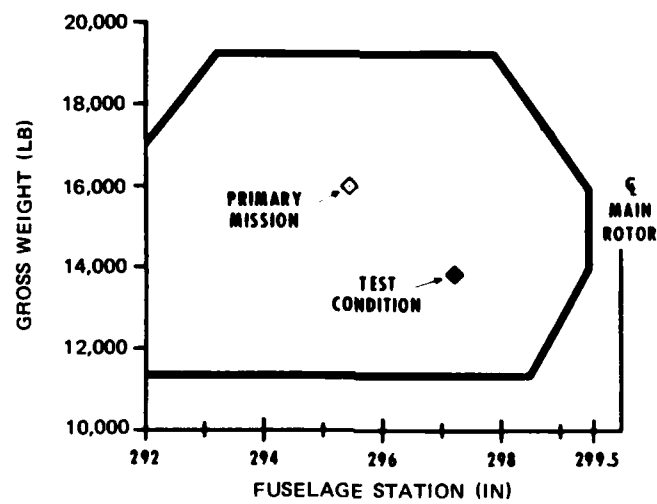 20,000
18,000
16,000
14,000
12,000
10,000
GROSS WEIGHT (LB)
PRIMARY
MISSION
TEST
CONDITION
℄
MAIN
ROTOR
292
294
296
298
299.5
FUSELAGE STATION (IN)